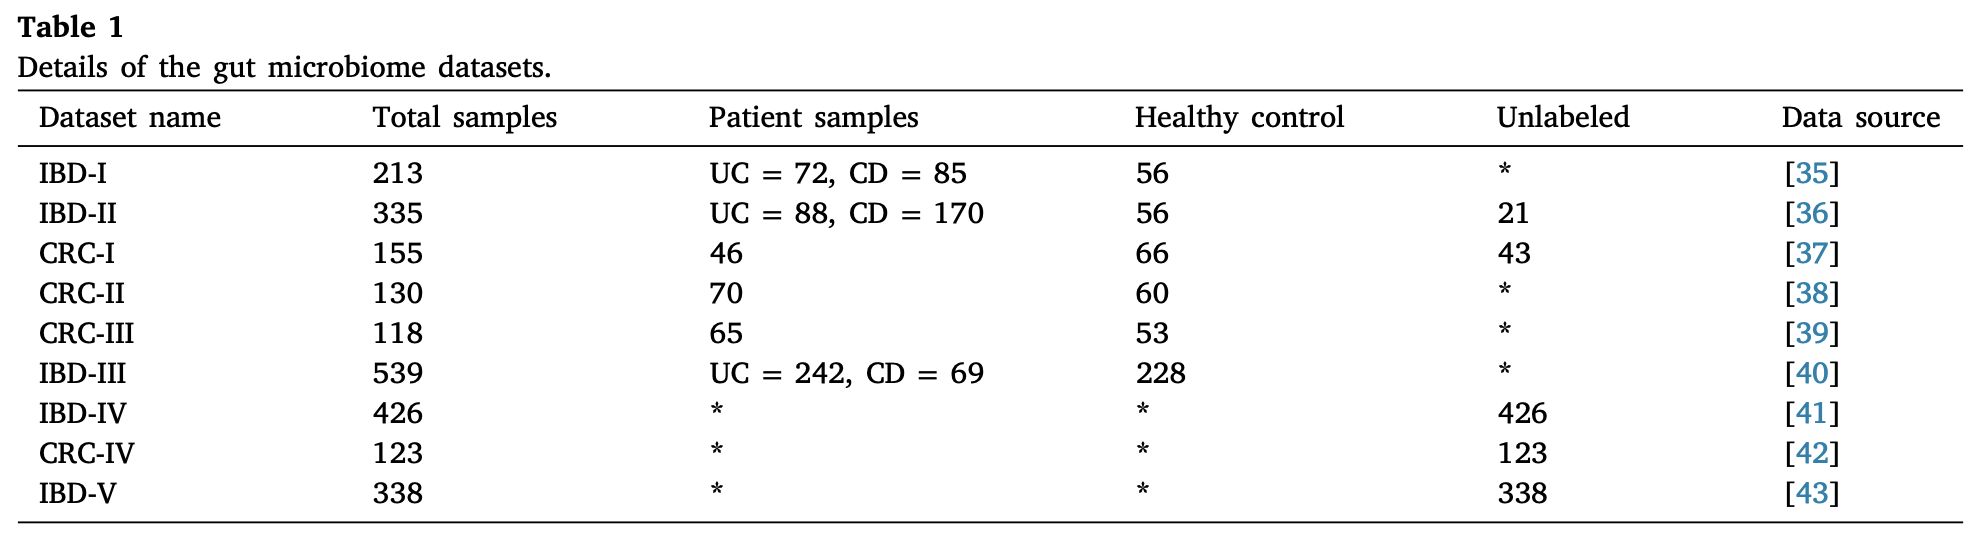 Table 1
Details of the gut microbiome datasets.
Dataset name Total samples Patient samples Healthy control Unlabeled Data source
IBD-I 213 UC = 72, CD = 85 56 * [35]
IBD-II 335 UC = 88, CD = 170 56 21 [36]
CRC-I 155 46 66 43 [37]
CRC-II 130 70 60 * [38]
CRC-III 118 65 53 * [39]
IBD-III 539 UC = 242, CD = 69 228 * [40]
IBD-IV 426 * * 426 [41]
CRC-IV 123 * * 123 [42]
IBD-V 338 * * 338 [43]